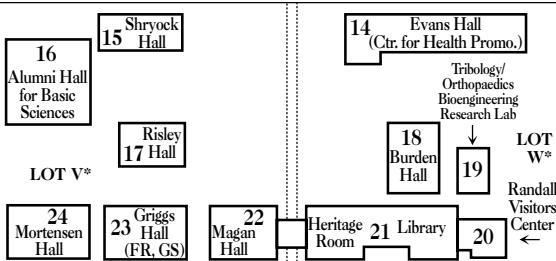 15 Shryock
Hall
14 Evans Hall
(Ctr. for Health Promo.)
16
Alumni Hall
for Basic
Sciences
Tribology/
Orthopaedics
Bioengineering
Research Lab
Risley
17 Hall
18
Burden
Hall
19
LOT
W*
LOT V*
Randall
Visitors
Center
24
Mortensen
Hall
23 Griggs
Hall
(FR, GS)
22
Magan
Hall
Heritage
Room
21 Library
20